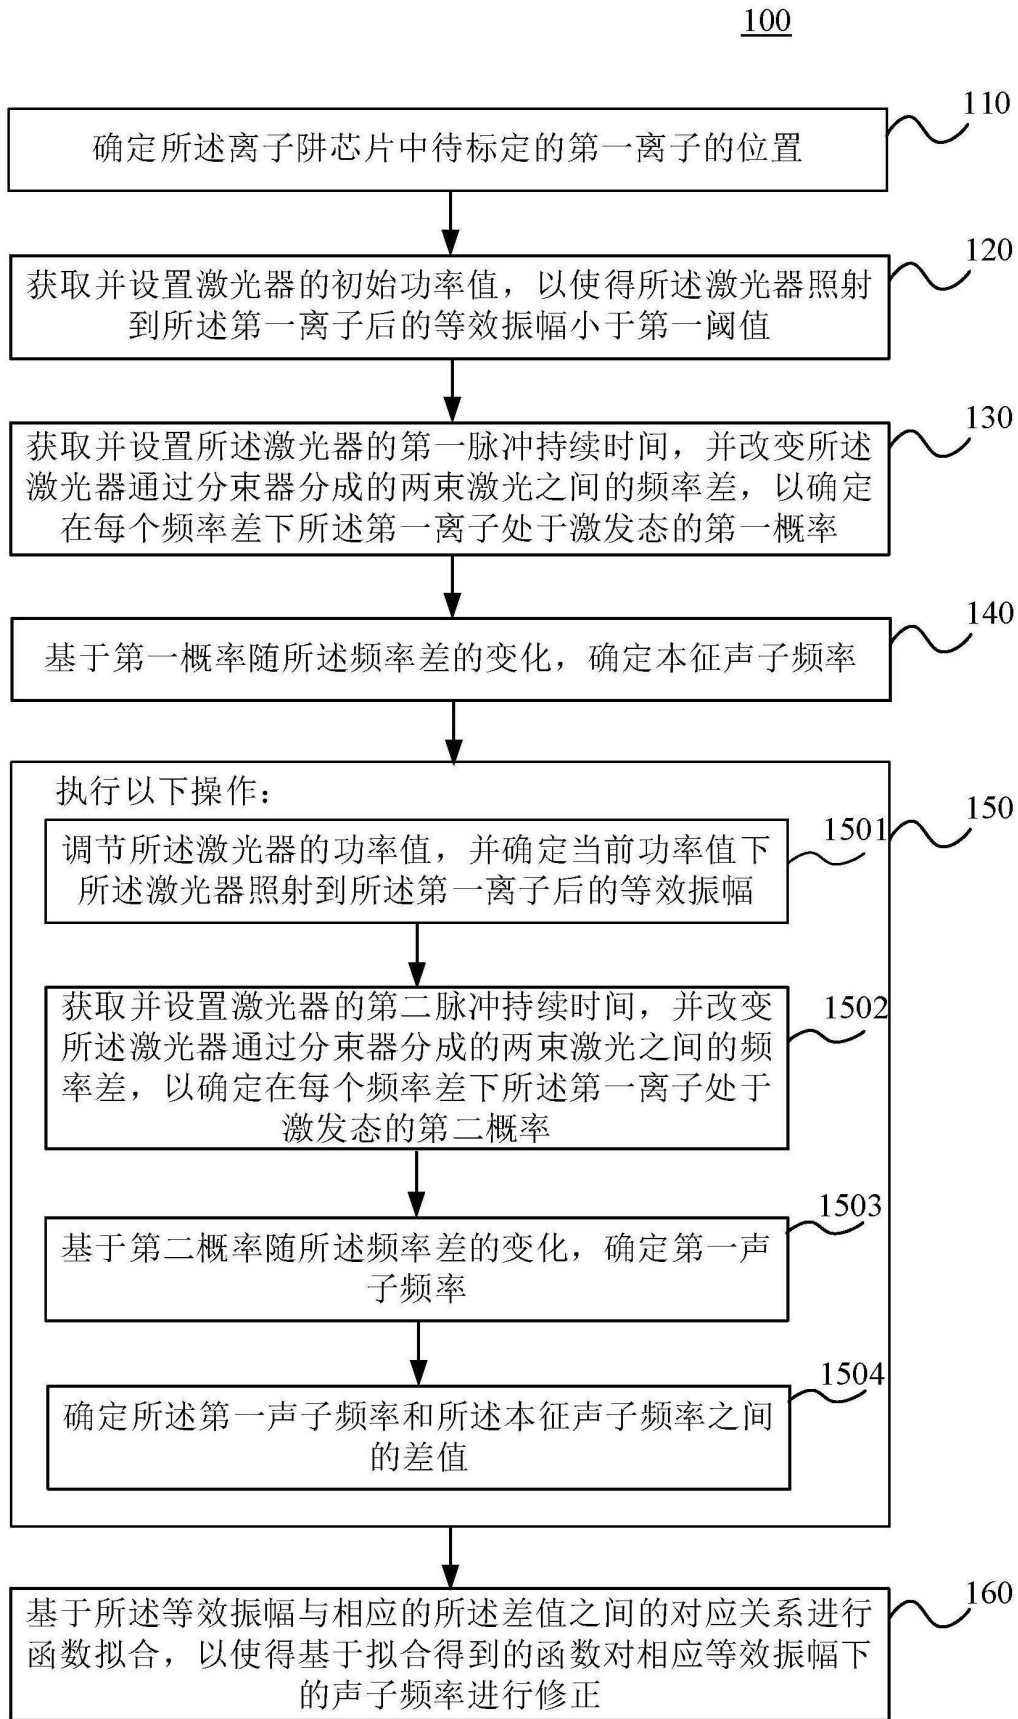 100
110
确定所述离子阱芯片中待标定的第一离子的位置
120
获取并设置激光器的初始功率值，以使得所述激光器照射
到所述第一离子后的等效振幅小于第一阈值
130
获取并设置所述激光器的第一脉冲持续时间，并改变所述
激光器通过分束器分成的两束激光之间的频率差，以确定
在每个频率差下所述第一离子处于激发态的第一概率
140
基于第一概率随所述频率差的变化，确定本征声子频率
150
执行以下操作：
1501
调节所述激光器的功率值，并确定当前功率值下
所述激光器照射到所述第一离子后的等效振幅
1502
获取并设置激光器的第二脉冲持续时间，并改变
所述激光器通过分束器分成的两束激光之间的频
率差，以确定在每个频率差下所述第一离子处于
激发态的第二概率
1503
基于第二概率随所述频率差的变化，确定第一声
子频率
1504
确定所述第一声子频率和所述本征声子频率之间
的差值
160
基于所述等效振幅与相应的所述差值之间的对应关系进行
函数拟合，以使得基于拟合得到的函数对相应等效振幅下
的声子频率进行修正